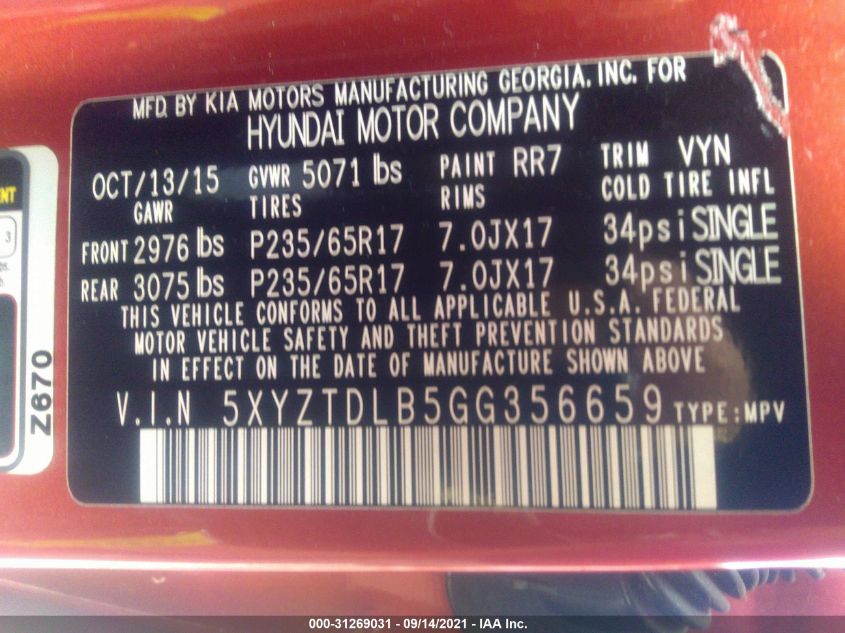 MFD. BY KIA MOTORS MANUFACTURING GEORGIA, INC. FOR
HYUNDAI MOTOR COMPANY
OCT/13/15 GVWR 5071 lbs PAINT RR7 TRIM VYN
GAWR TIRES RIMS COLD TIRE INFL
FRONT 2976 lbs P235/65R17 7.0JX17 34psi SINGLE
REAR 3075 lbs P235/65R17 7.0JX17 34psi SINGLE
THIS VEHICLE CONFORMS TO ALL APPLICABLE U.S.A. FEDERAL
MOTOR VEHICLE SAFETY AND THEFT PREVENTION STANDARDS
IN EFFECT ON THE DATE OF MANUFACTURE SHOWN ABOVE
V.I.N 5XYZTDLB5GG356659 TYPE:MPV
Z670
3
000-31269031 - 09/14/2021 - IAA Inc.